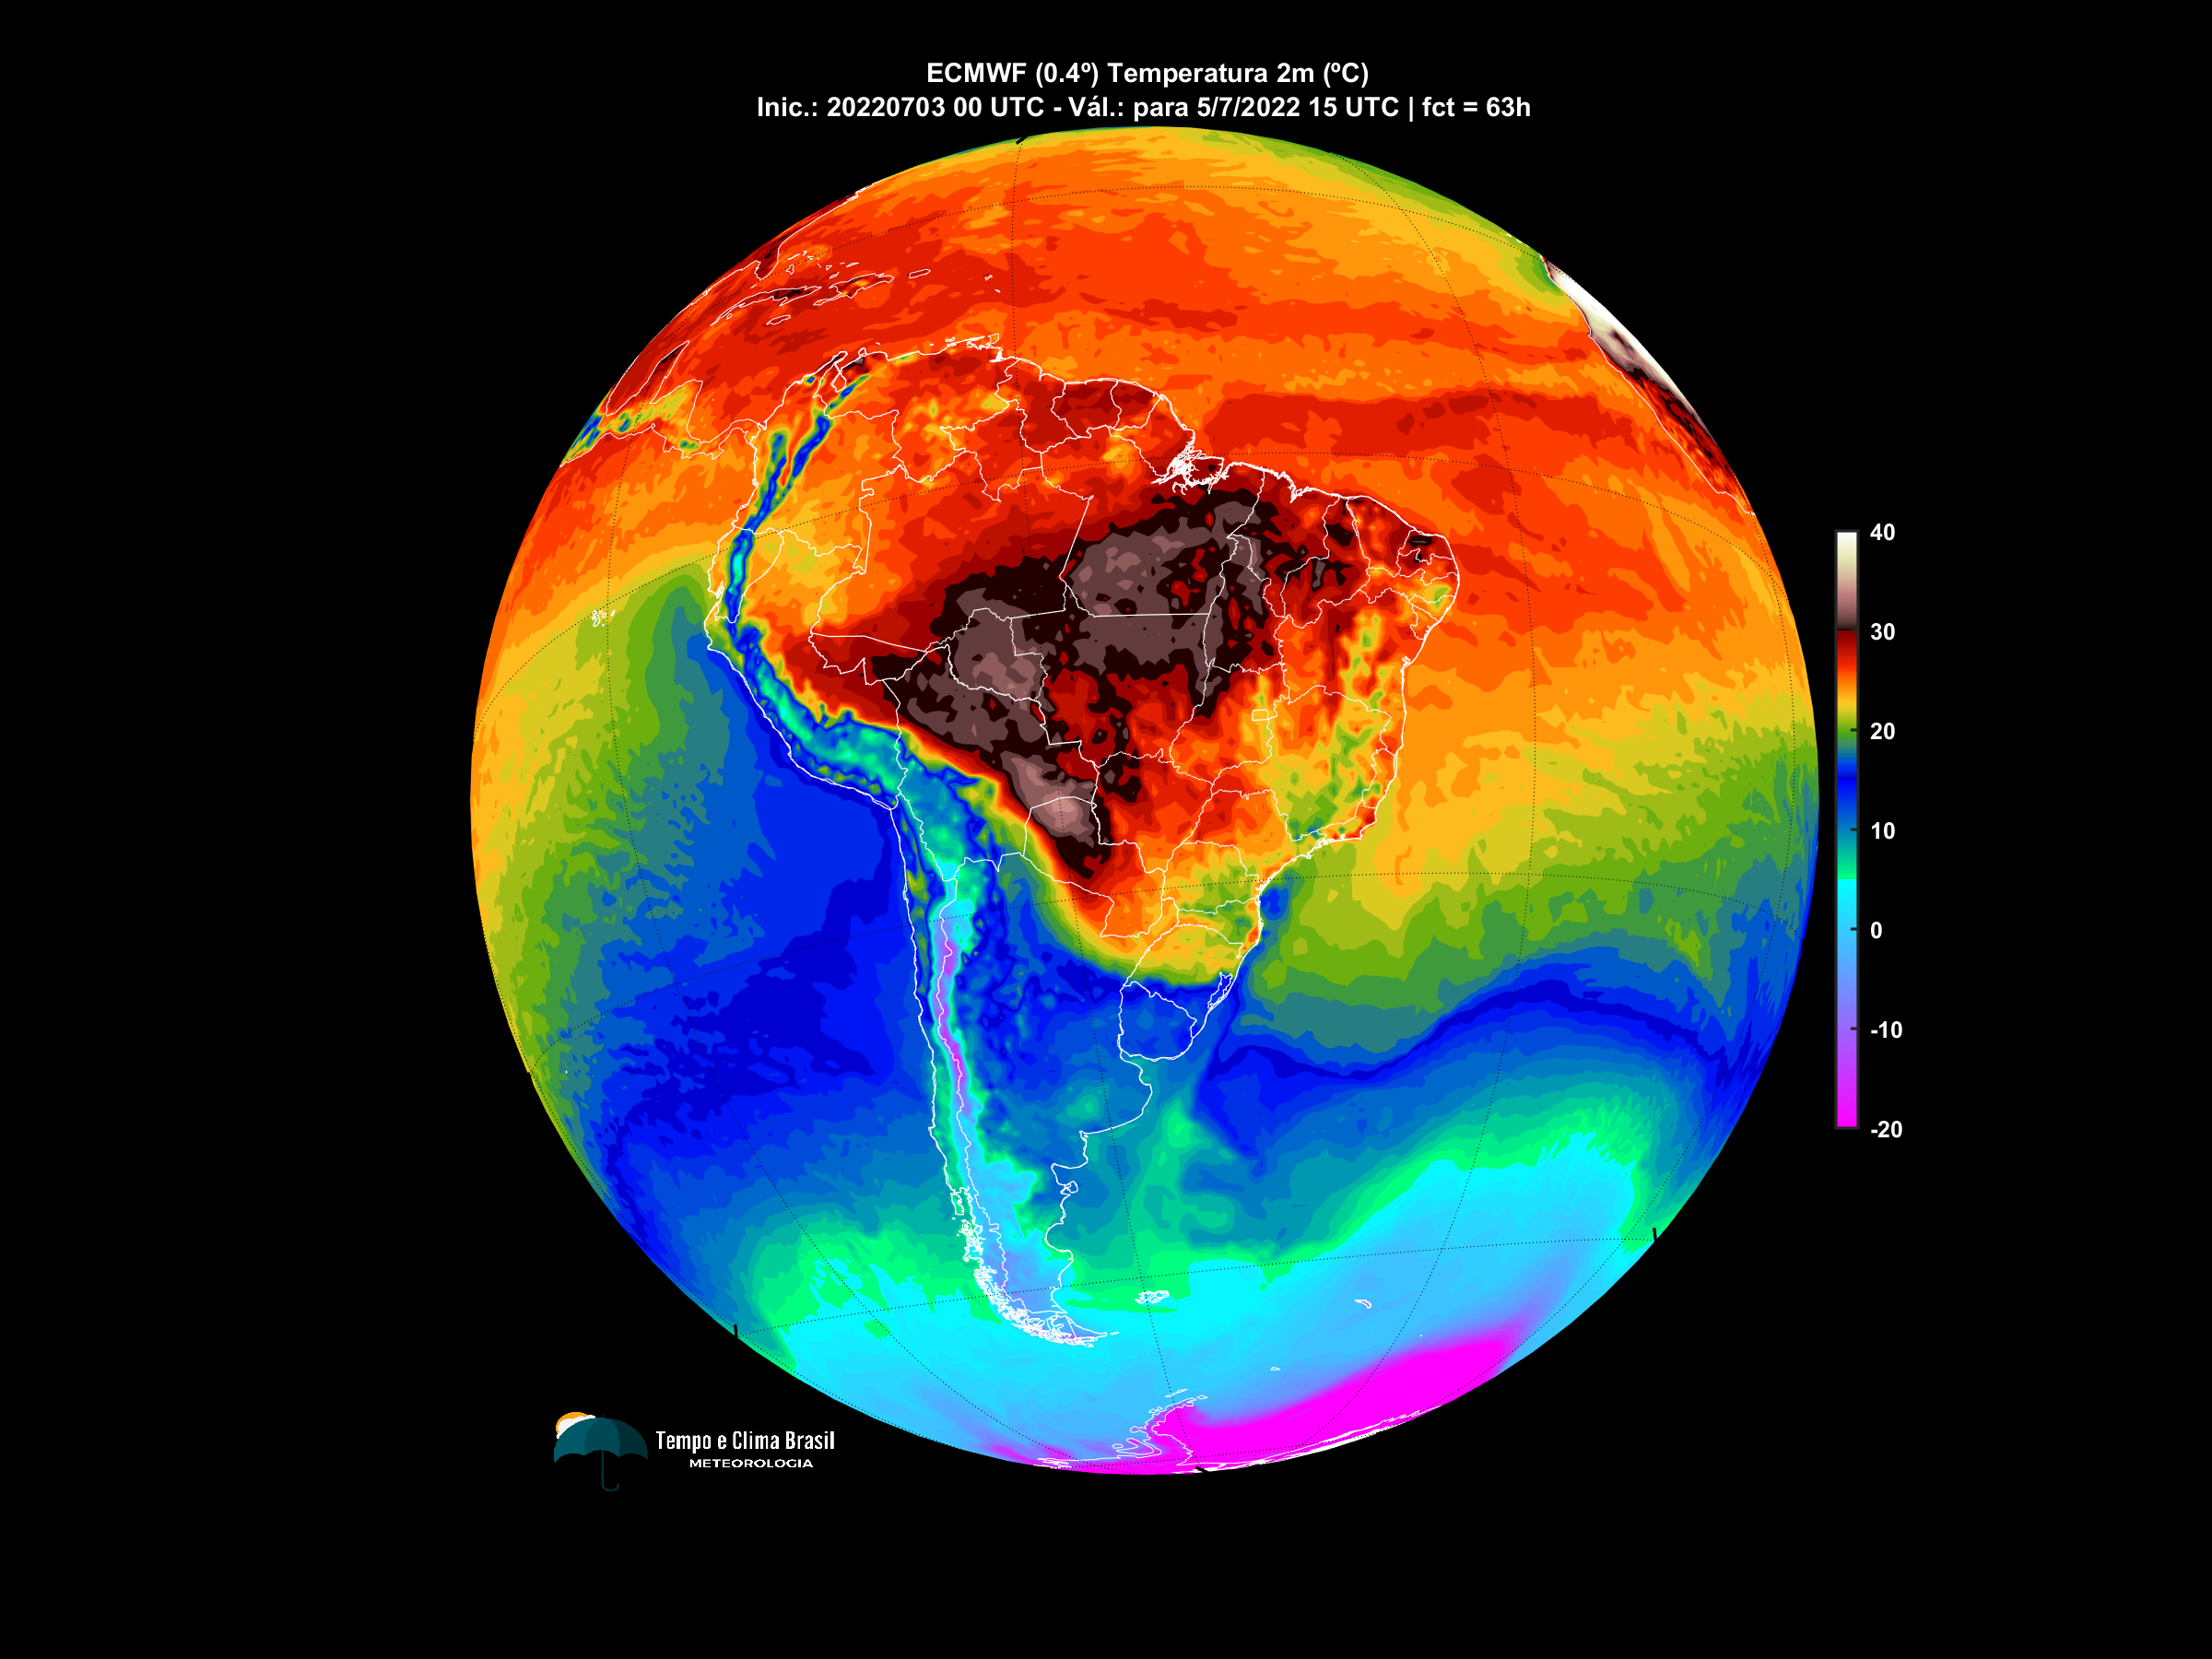 ECMWF (0.4º) Temperatura 2m (ºC)
Inic.: 20220703 00 UTC - Vál.: para 5/7/2022 15 UTC | fct = 63h
40
30
20
10
0
-10
-20
Tempo e Clima Brasil
METEOROLOGIA